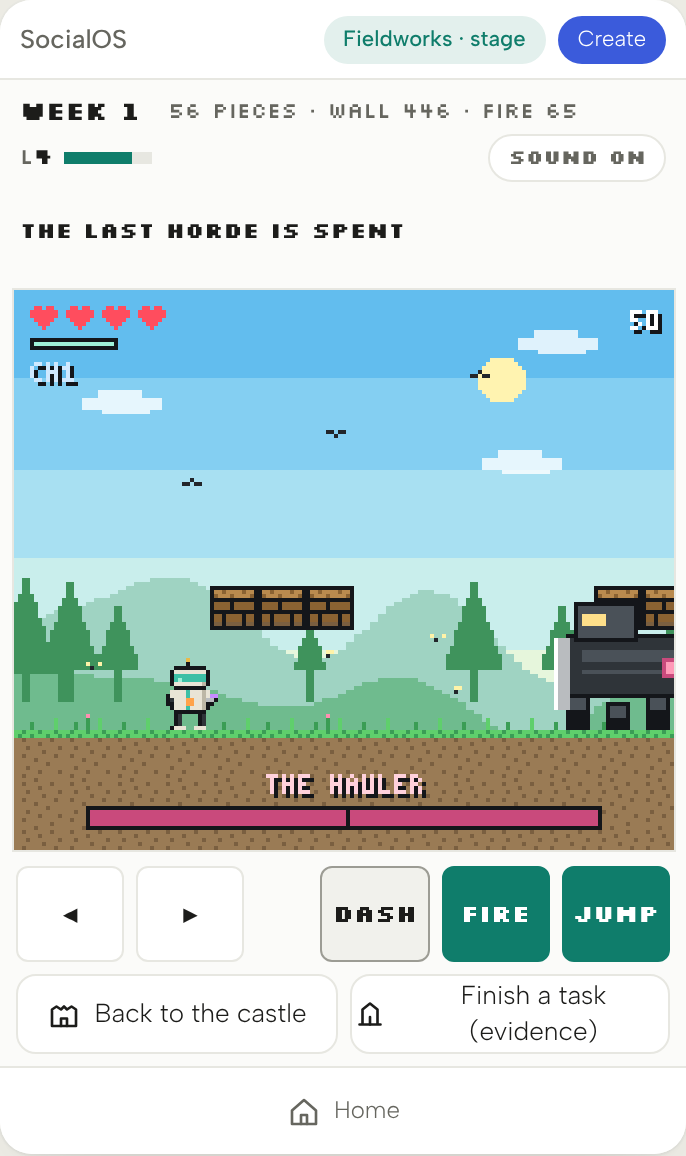 SocialOS
Fieldworks · stage
Create
WEEK 1
56 PIECES · WALL 446 · FIRE 65
L4
SOUND ON
THE LAST HORDE IS SPENT
50
CH1
THE HAULER
DASH
FIRE
JUMP
Back to the castle
Finish a task
(evidence)
Home